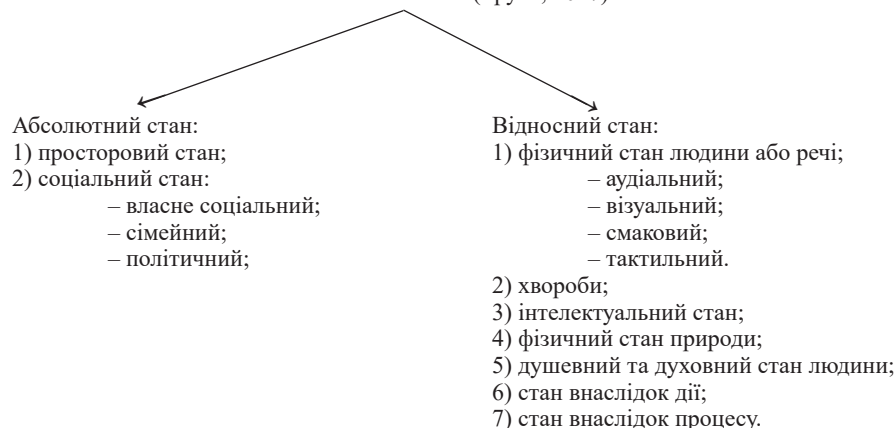 Абсолютний стан:
1) просторовий стан;
2) соціальний стан:
– власне соціальний;
– сімейний;
– політичний;
Відносний стан:
1) фізичний стан людини або речі;
– аудіальний;
– візуальний;
– смаковий;
– тактильний.
2) хвороби;
3) інтелектуальний стан;
4) фізичний стан природи;
5) душевний та духовний стан людини;
6) стан внаслідок дії;
7) стан внаслідок процесу.